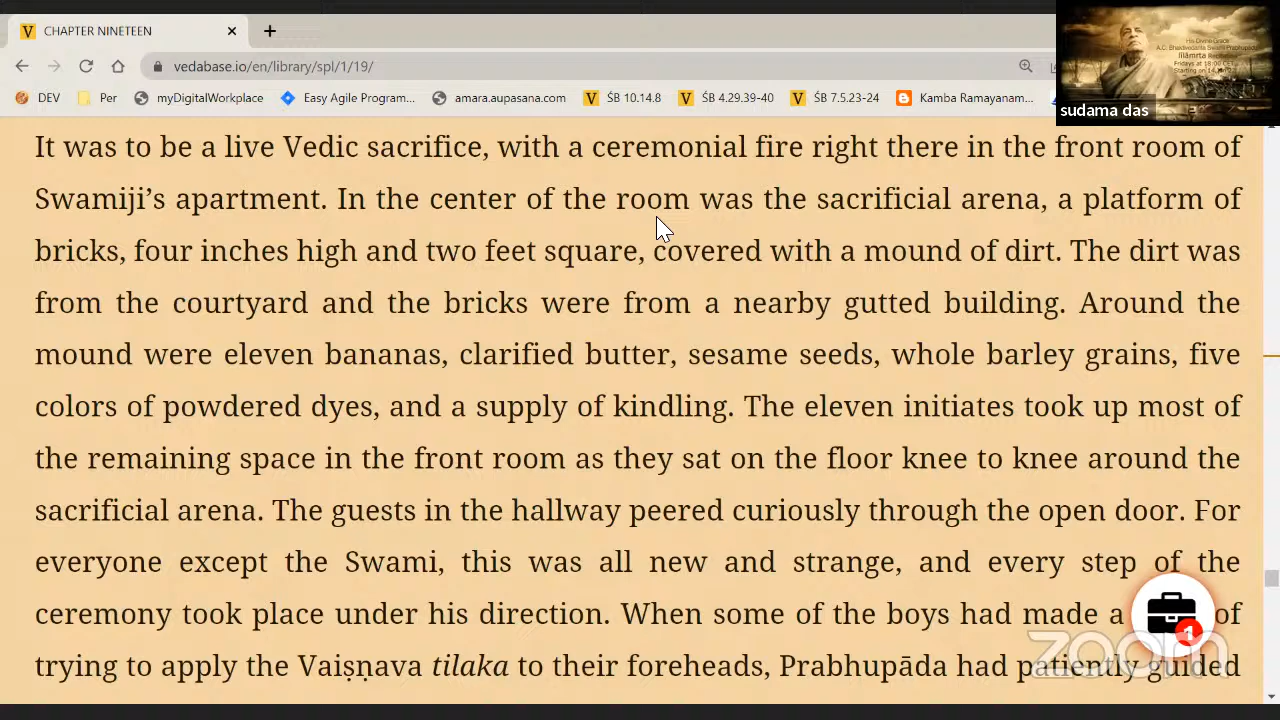 CHAPTER NINETEEN
vedabase.io/en/library/spl/1/19/
DEV Per myDigitalWorkplace Easy Agile Program... amara.aupasana.com ŚB 10.14.8 ŚB 4.29.39-40 ŚB 7.5.23-24 Kamba Ramayanam...
His Divine Grace
A.C. Bhaktivedanta Swami Prabhupada
sudama das
It was to be a live Vedic sacrifice, with a ceremonial fire right there in the front room of
Swamiji’s apartment. In the center of the room was the sacrificial arena, a platform of
bricks, four inches high and two feet square, covered with a mound of dirt. The dirt was
from the courtyard and the bricks were from a nearby gutted building. Around the
mound were eleven bananas, clarified butter, sesame seeds, whole barley grains, five
colors of powdered dyes, and a supply of kindling. The eleven initiates took up most of
the remaining space in the front room as they sat on the floor knee to knee around the
sacrificial arena. The guests in the hallway peered curiously through the open door. For
everyone except the Swami, this was all new and strange, and every step of the
ceremony took place under his direction. When some of the boys had made a of
trying to apply the Vaiṣṇava tilaka to their foreheads, Prabhupāda had patiently guided
1
zoom